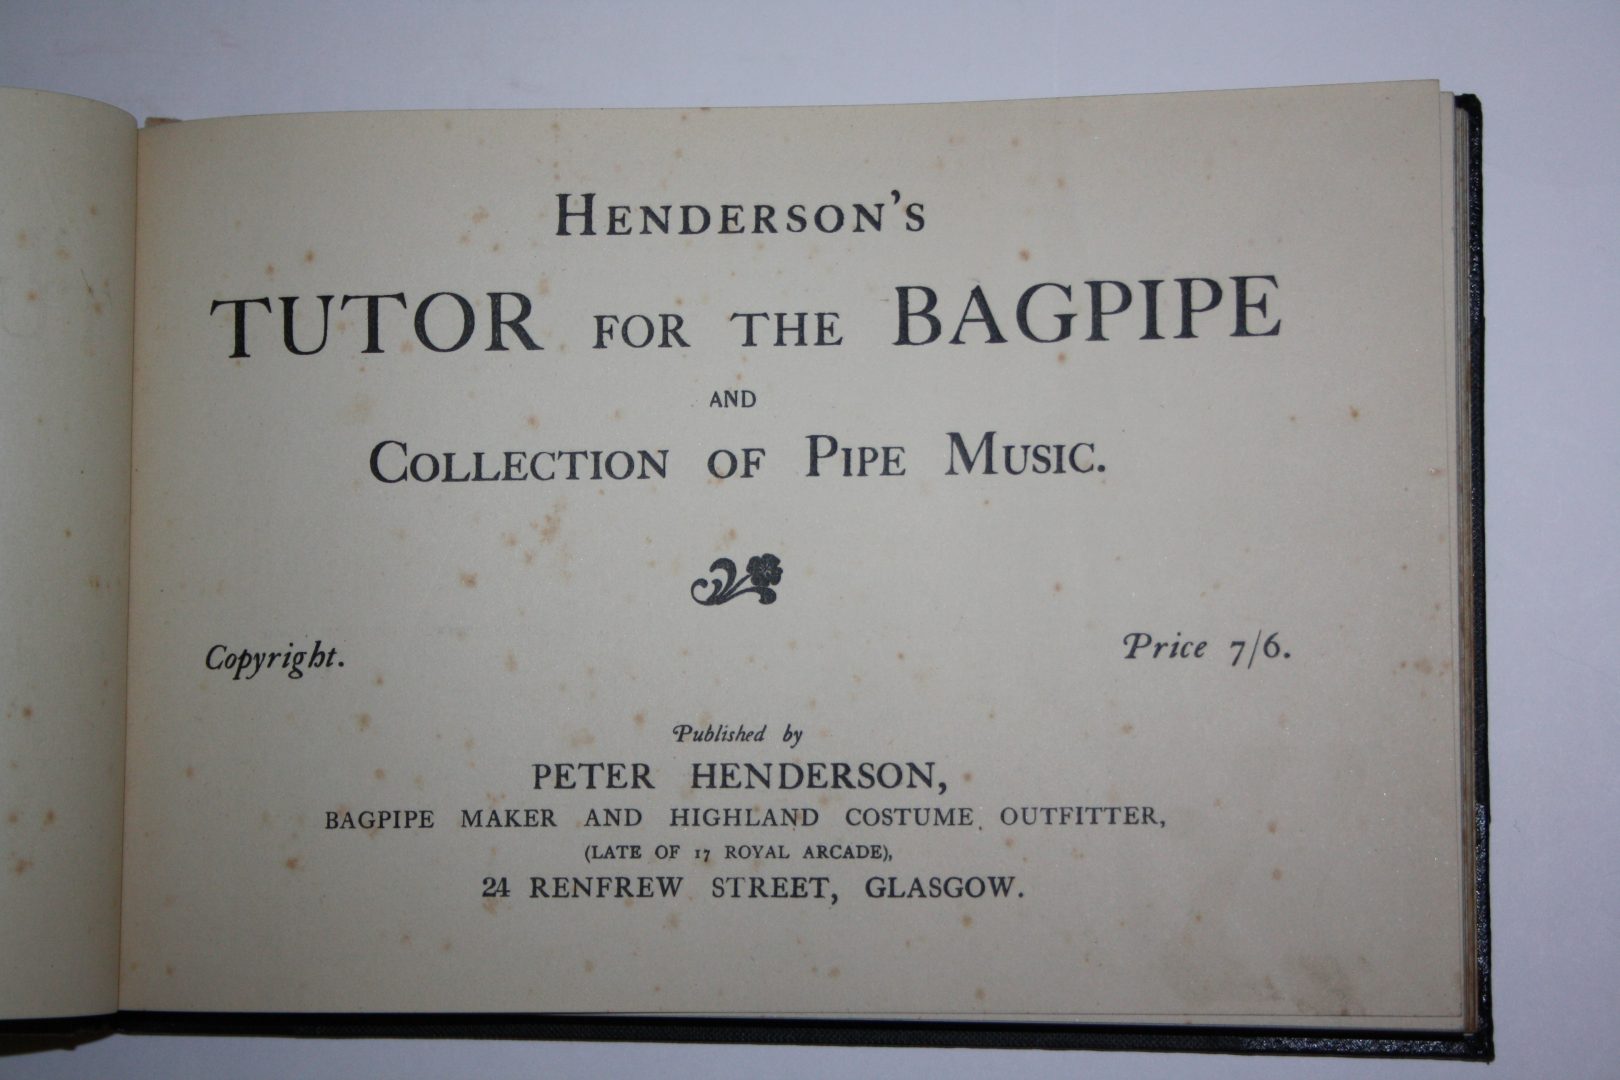 HENDERSON'S
TUTOR FOR THE BAGPIPE
AND
COLLECTION OF PIPE MUSIC.
Copyright.
Price 7/6.
Published by
PETER HENDERSON,
BAGPIPE MAKER AND HIGHLAND COSTUME OUTFITTER,
(LATE OF 17 ROYAL ARCADE),
24 RENFREW STREET, GLASGOW.